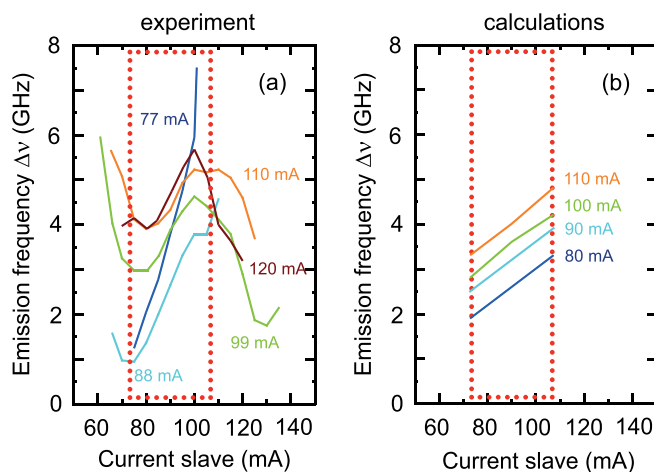 experiment
calculations
8
6
4
2
0
60
80
100
120
140
Emission frequency Δν (GHz)
Current slave (mA)
(a)
77 mA
110 mA
120 mA
99 mA
88 mA
8
6
4
2
0
60
80
100
120
140
Emission frequency Δν (GHz)
Current slave (mA)
(b)
110 mA
100 mA
90 mA
80 mA